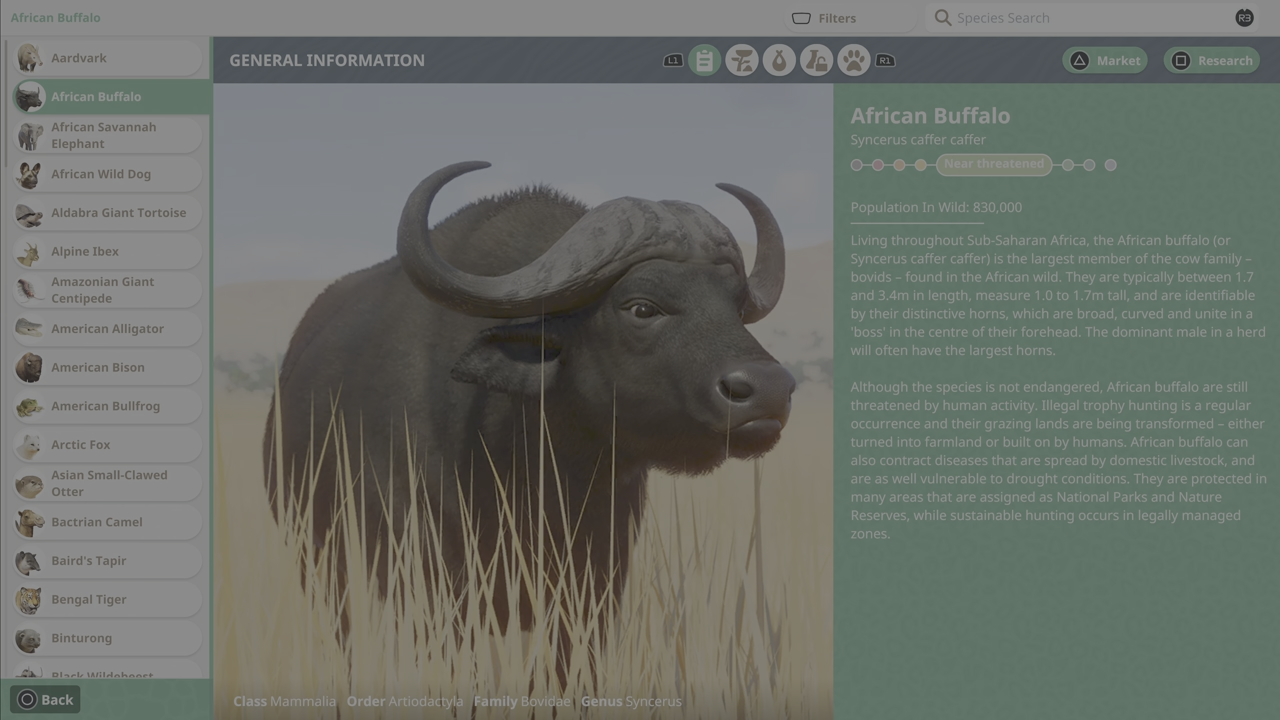 African Buffalo
Filters
Species Search
R3
Aardvark
African Buffalo
African Savannah
Elephant
African Wild Dog
Aldabra Giant Tortoise
Alpine Ibex
Amazonian Giant
Centipede
American Alligator
American Bison
American Bullfrog
Arctic Fox
Asian Small-Clawed
Otter
Bactrian Camel
Baird's Tapir
Bengal Tiger
Binturong
Black Wildebeest
Back
GENERAL INFORMATION
L1
R1
Market
Research
Class Mammalia Order Artiodactyla Family Bovidae Genus Syncerus
African Buffalo
Syncerus caffer caffer
Near threatened
Population In Wild: 830,000
Living throughout Sub-Saharan Africa, the African buffalo (or
Syncerus caffer caffer) is the largest member of the cow family –
bovids – found in the African wild. They are typically between 1.7
and 3.4m in length, measure 1.0 to 1.7m tall, and are identifiable
by their distinctive horns, which are broad, curved and unite in a
'boss' in the centre of their forehead. The dominant male in a herd
will often have the largest horns.
Although the species is not endangered, African buffalo are still
threatened by human activity. Illegal trophy hunting is a regular
occurrence and their grazing lands are being transformed – either
turned into farmland or built on by humans. African buffalo can
also contract diseases that are spread by domestic livestock, and
are as well vulnerable to drought conditions. They are protected in
many areas that are assigned as National Parks and Nature
Reserves, while sustainable hunting occurs in legally managed
zones.